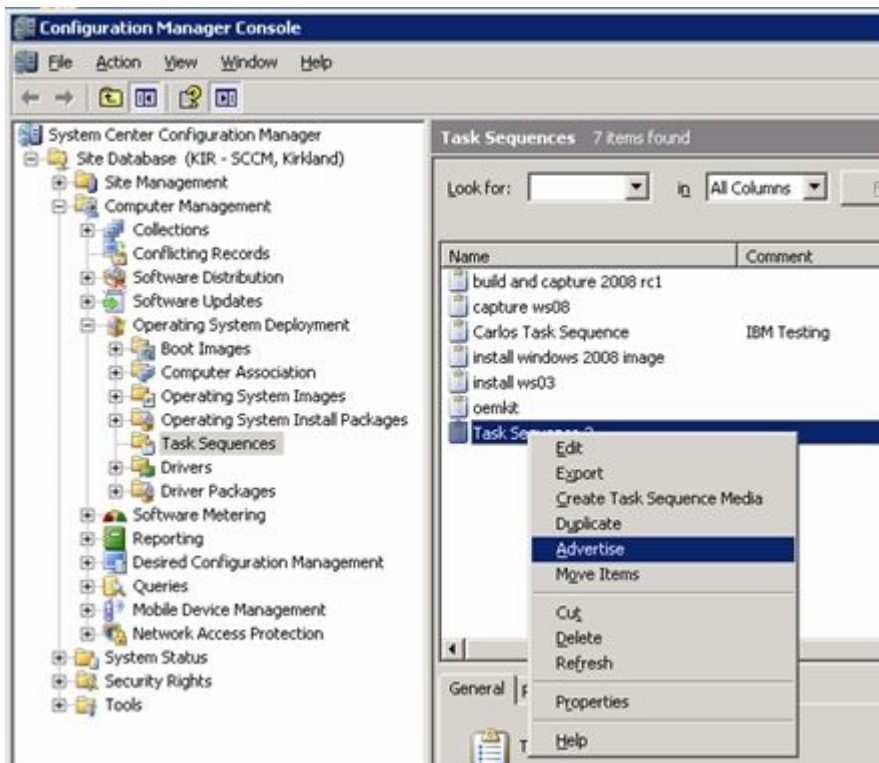 Configuration Manager Console
File Action View Window Help
System Center Configuration Manager
Site Database (KIR - SCCM, Kirkland)
Site Management
Computer Management
Collections
Conflicting Records
Software Distribution
Software Updates
Operating System Deployment
Boot Images
Computer Association
Operating System Images
Operating System Install Packages
Task Sequences
Drivers
Driver Packages
Software Metering
Reporting
Desired Configuration Management
Queries
Mobile Device Management
Network Access Protection
System Status
Security Rights
Tools
Task Sequences 7 items found
Look for: in All Columns
Name Comment
build and capture 2008 rc1
capture ws08
Carlos Task Sequence IBM Testing
install windows 2008 image
install ws03
oemkit
Task
Edit
Export
Create Task Sequence Media
Duplicate
Advertise
Move Items
Cut
Delete
Refresh
Properties
Help
General